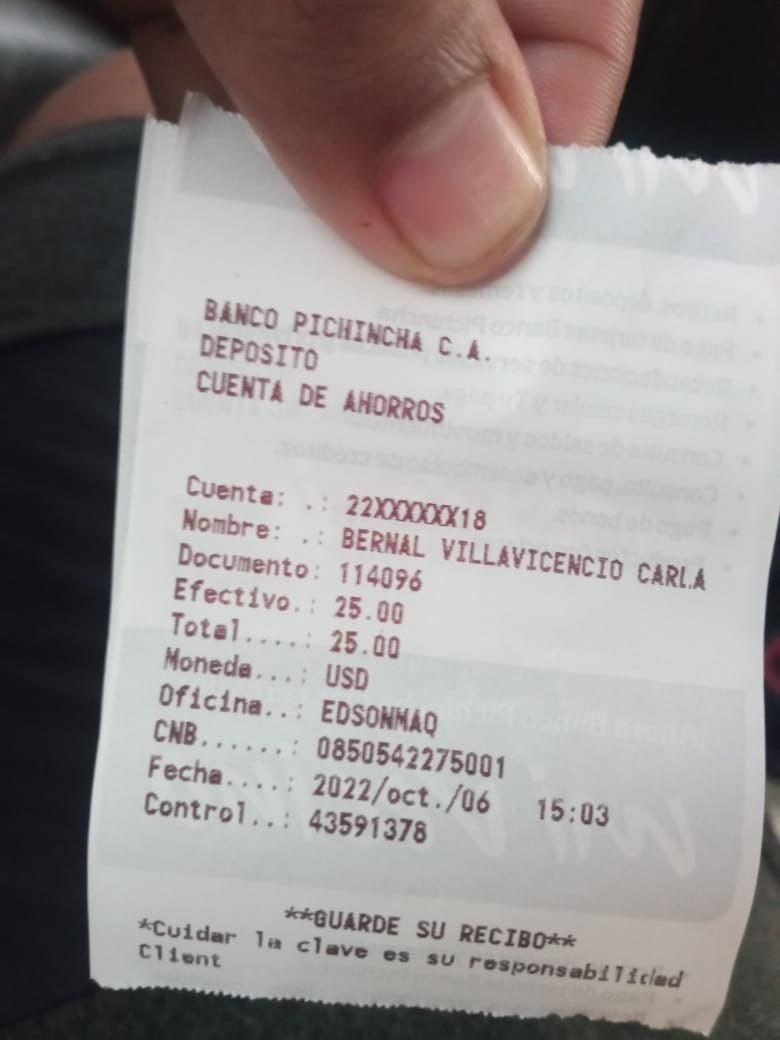 BANCO PICHINCHA C.A.
DEPOSITO
CUENTA DE AHORROS
Cuenta: .: 22XXXXXX18
Nombre: .: BERNAL VILLAVICENCIO CARLA
Documento: 114096
Efectivo.: 25.00
Total....: 25.00
Moneda...: USD
Oficina..: EDSONMAQ
CNB......: 0850542275001
Fecha....: 2022/oct./06 15:03
Control..: 43591378
**GUARDE SU RECIBO**
*Cuidar la clave es su responsabilidad
Client